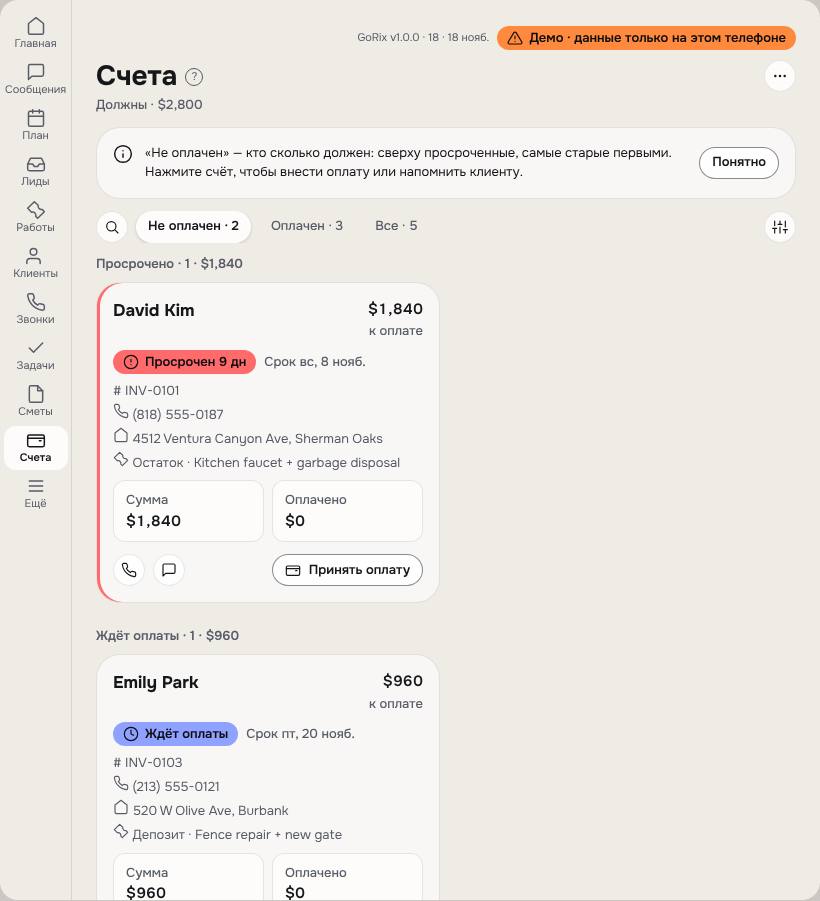 GoRix v1.0.0 · 18 · 18 нояб.
Демо · данные только на этом телефоне
Главная
Сообщения
План
Лиды
Работы
Клиенты
Звонки
Задачи
Сметы
Счета
Ещё
Счета ?
Должны · $2,800
«Не оплачен» — кто сколько должен: сверху просроченные, самые старые первыми.
Нажмите счёт, чтобы внести оплату или напомнить клиенту.
Понятно
Не оплачен · 2
Оплачен · 3
Все · 5
Просрочено · 1 · $1,840
David Kim
$1,840
к оплате
Просрочен 9 дн
Срок вс, 8 нояб.
# INV-0101
(818) 555-0187
4512 Ventura Canyon Ave, Sherman Oaks
Остаток · Kitchen faucet + garbage disposal
Сумма
$1,840
Оплачено
$0
Принять оплату
Ждёт оплаты · 1 · $960
Emily Park
$960
к оплате
Ждёт оплаты
Срок пт, 20 нояб.
# INV-0103
(213) 555-0121
520 W Olive Ave, Burbank
Депозит · Fence repair + new gate
Сумма
$960
Оплачено
$0